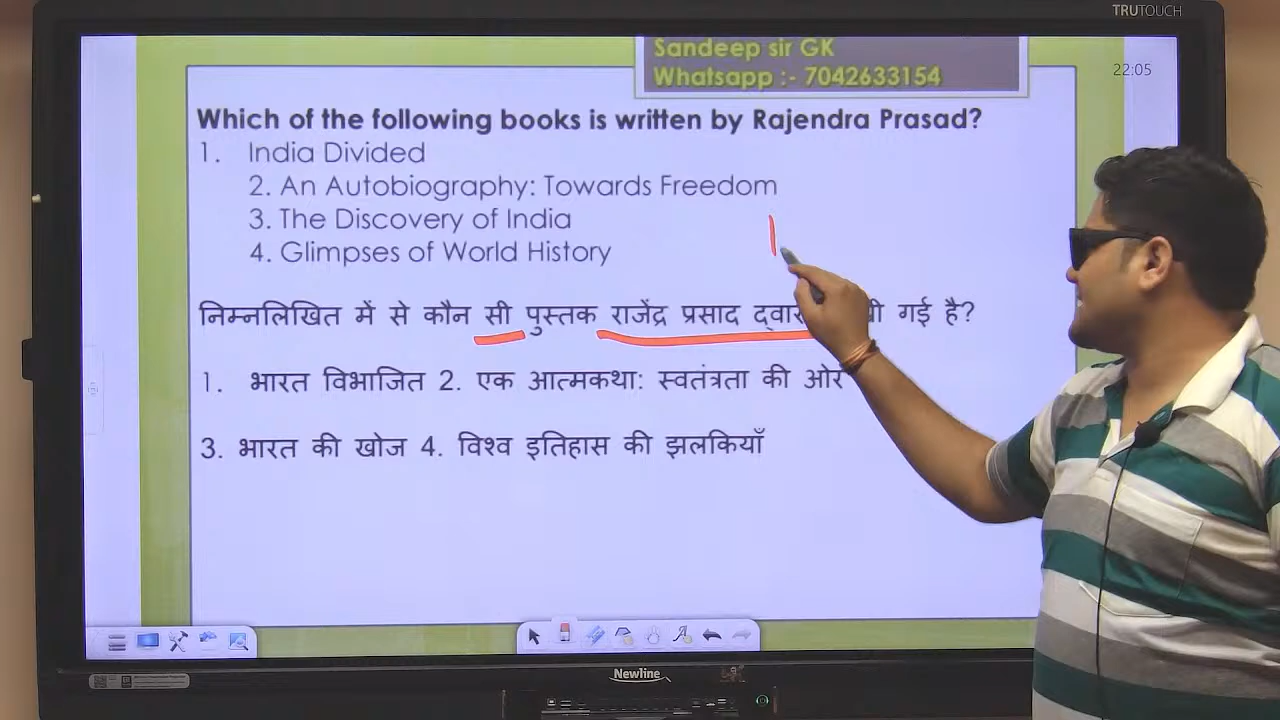 TRUTOUCH
Sandeep sir GK
Whatsapp :- 7042633154
22:05
Which of the following books is written by Rajendra Prasad?
1. India Divided
2. An Autobiography: Towards Freedom
3. The Discovery of India
4. Glimpses of World History
निम्नलिखित में से कौन सी पुस्तक राजेंद्र प्रसाद गई है?
1. भारत विभाजित 2. एक आत्मकथा: स्वतंत्रता की ओर
3. भारत की खोज 4. विश्व इतिहास की झलकियाँ
Newline